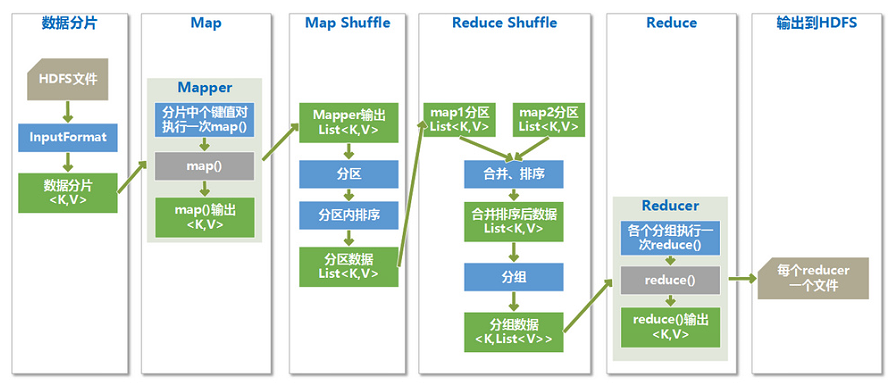 数据分片
HDFS文件
InputFormat
数据分片
<K,V>
Map
Mapper
分片中个键值对
执行一次map()
map()
map()输出
<K,V>
Map Shuffle
Mapper输出
List<K,V>
分区
分区内排序
分区数据
List<K,V>
Reduce Shuffle
map1分区
List<K,V>
map2分区
List<K,V>
合并、排序
合并排序后数据
List<K,V>
分组
分组数据
<K,List<V>>
Reduce
Reducer
各个分组执行一
次reduce()
reduce()
reduce()输出
<K,V>
输出到HDFS
每个reducer
一个文件